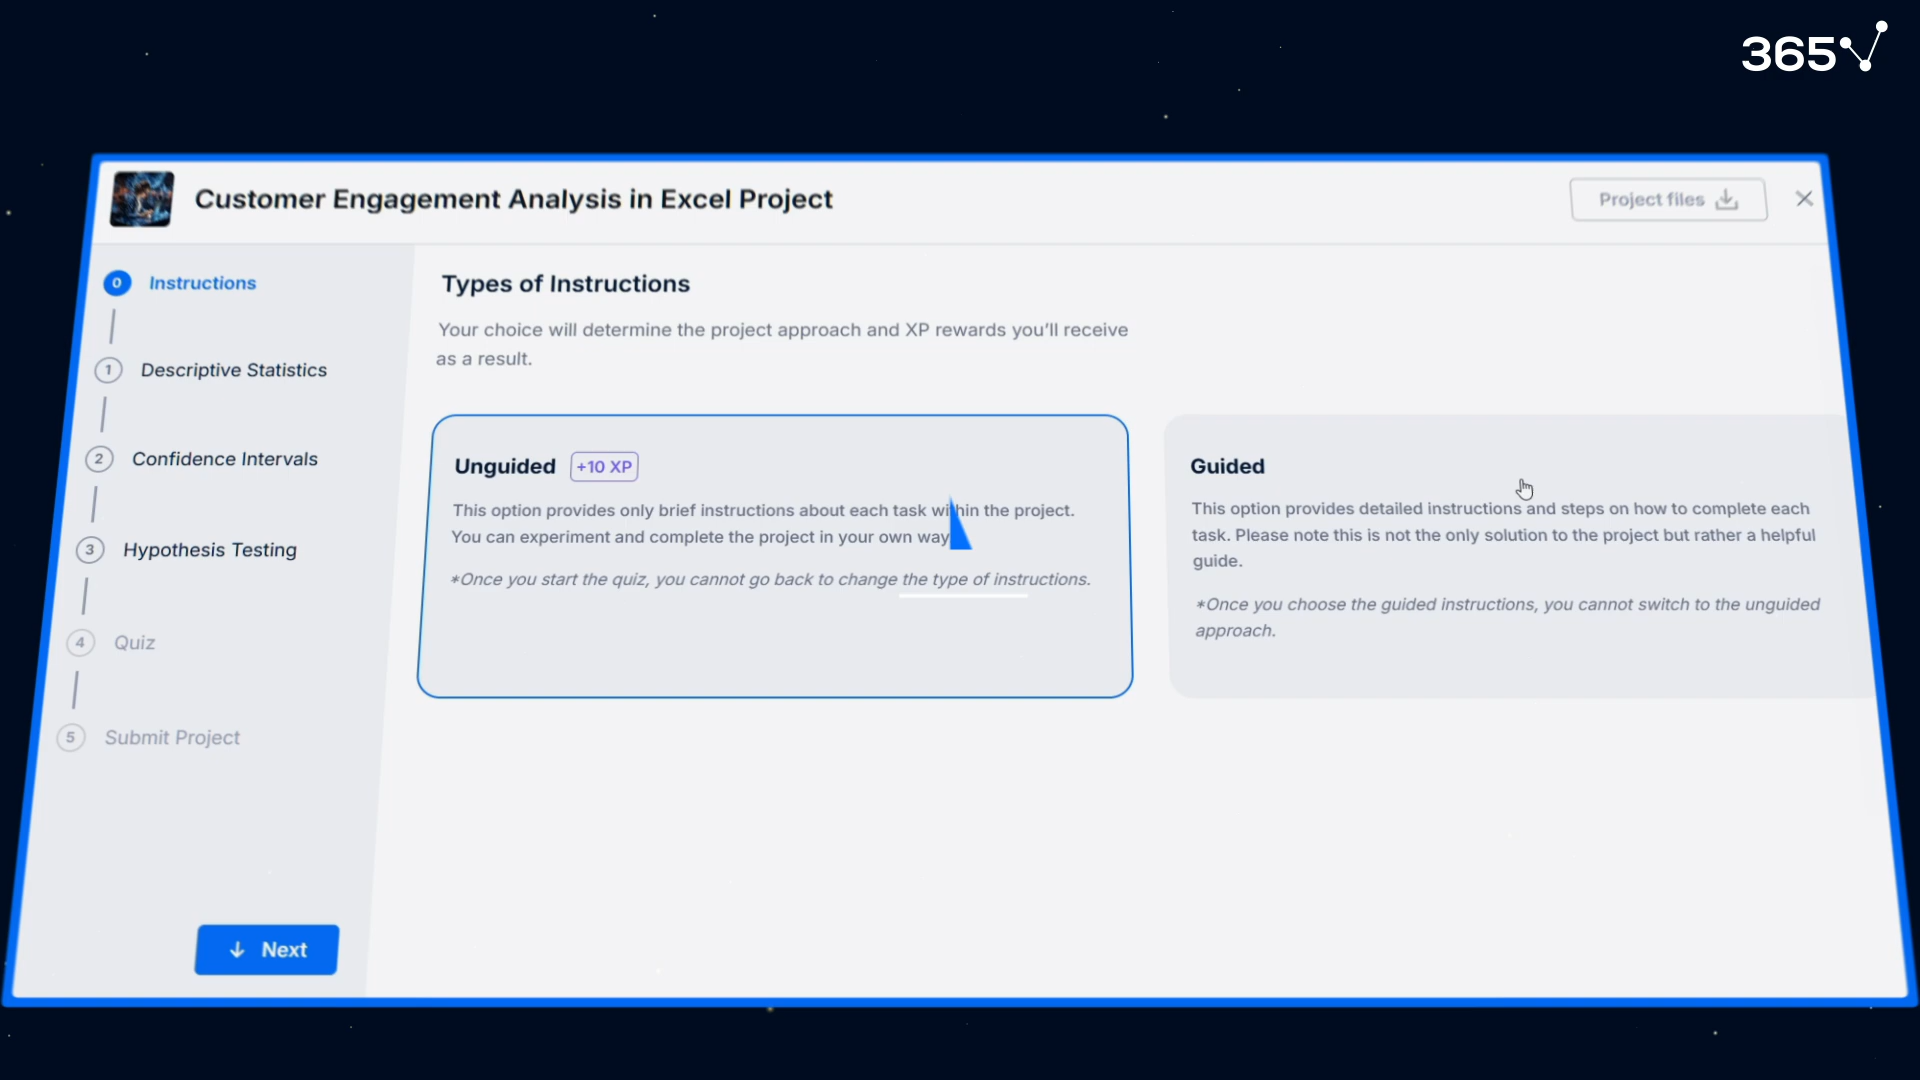 365
Customer Engagement Analysis in Excel Project
Project files
0 Instructions
1 Descriptive Statistics
2 Confidence Intervals
3 Hypothesis Testing
4 Quiz
5 Submit Project
Next
Types of Instructions
Your choice will determine the project approach and XP rewards you'll receive
as a result.
Unguided +10 XP
This option provides only brief instructions about each task within the project.
You can experiment and complete the project in your own way
*Once you start the quiz, you cannot go back to change the type of instructions.
Guided
This option provides detailed instructions and steps on how to complete each
task. Please note this is not the only solution to the project but rather a helpful
guide.
*Once you choose the guided instructions, you cannot switch to the unguided
approach.